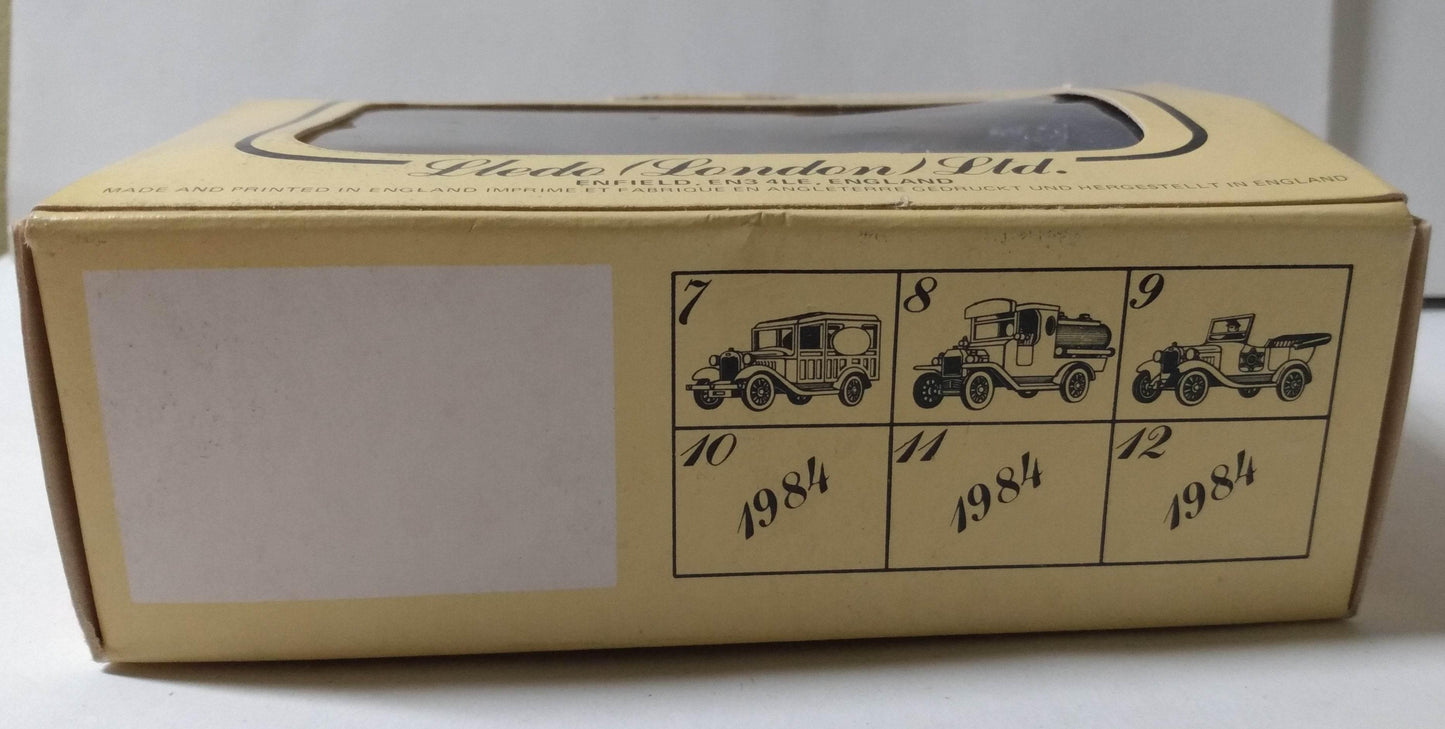 Lledo (London) Ltd.
ENFIELD, EN3 4LE, ENGLAND
MADE AND PRINTED IN ENGLAND IMPRIME ET FABRIQUE EN ANGLETERRE GEDRUCKT UND HERGESTELLT IN ENGLAND
7 8 9
10 11 12
1984 1984 1984